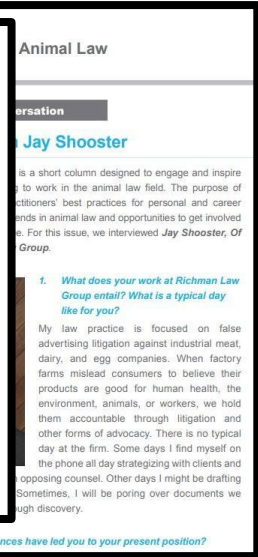 Animal Law
ersation
Jay Shooster
is a short column designed to engage and inspire
to work in the animal law field. The purpose of
ctitioners' best practices for personal and career
ends in animal law and opportunities to get involved
e. For this issue, we interviewed Jay Shooster, Of
Group.
1. What does your work at Richman Law
Group entail? What is a typical day
like for you?
My law practice is focused on false
advertising litigation against industrial meat,
dairy, and egg companies. When factory
farms mislead consumers to believe their
products are good for human health, the
environment, animals, or workers, we hold
them accountable through litigation and
other forms of advocacy. There is no typical
day at the firm. Some days I find myself on
the phone all day strategizing with clients and
opposing counsel. Other days I might be drafting
Sometimes, I will be poring over documents we
ugh discovery.
nces have led you to your present position?